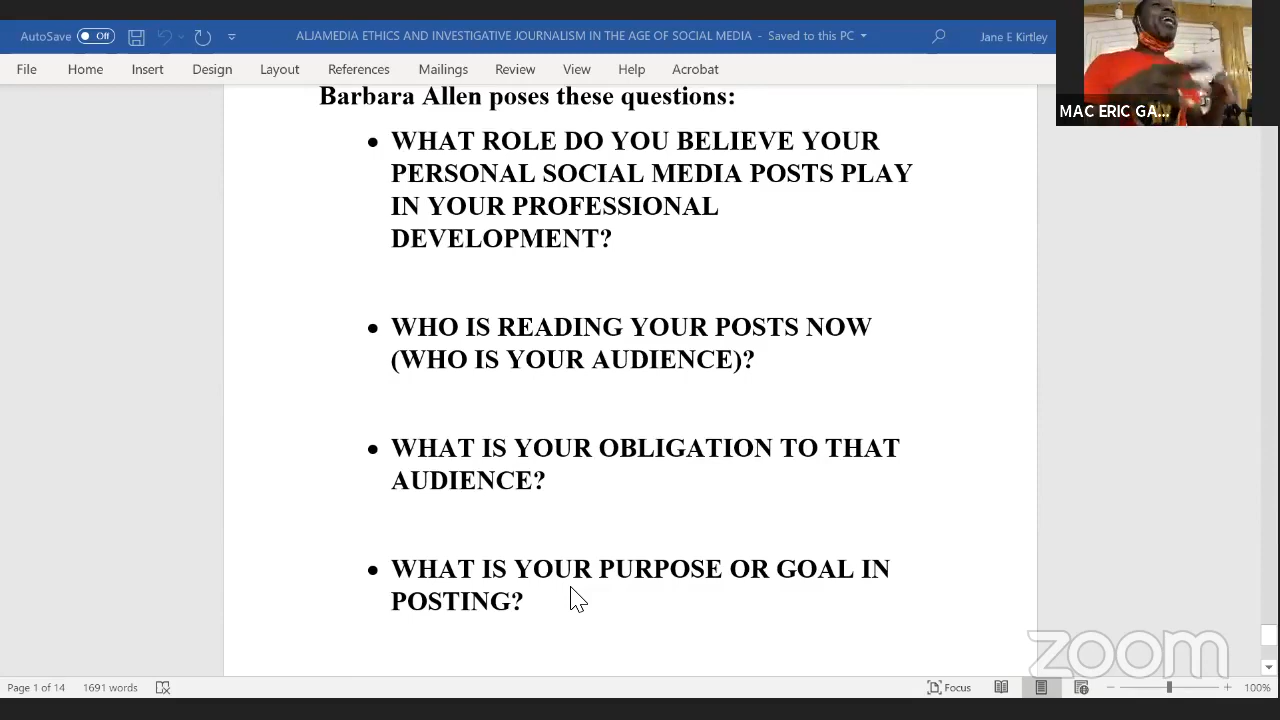 AutoSave Off
ALJAMEDIA ETHICS AND INVESTIGATIVE JOURNALISM IN THE AGE OF SOCIAL MEDIA - Saved to this PC
Jane E Kirtley
File Home Insert Design Layout References Mailings Review View Help Acrobat
MAC ERIC GA...
Barbara Allen poses these questions:
• WHAT ROLE DO YOU BELIEVE YOUR
PERSONAL SOCIAL MEDIA POSTS PLAY
IN YOUR PROFESSIONAL
DEVELOPMENT?
• WHO IS READING YOUR POSTS NOW
(WHO IS YOUR AUDIENCE)?
• WHAT IS YOUR OBLIGATION TO THAT
AUDIENCE?
• WHAT IS YOUR PURPOSE OR GOAL IN
POSTING?
zoom
Page 1 of 14 1691 words Focus 100%